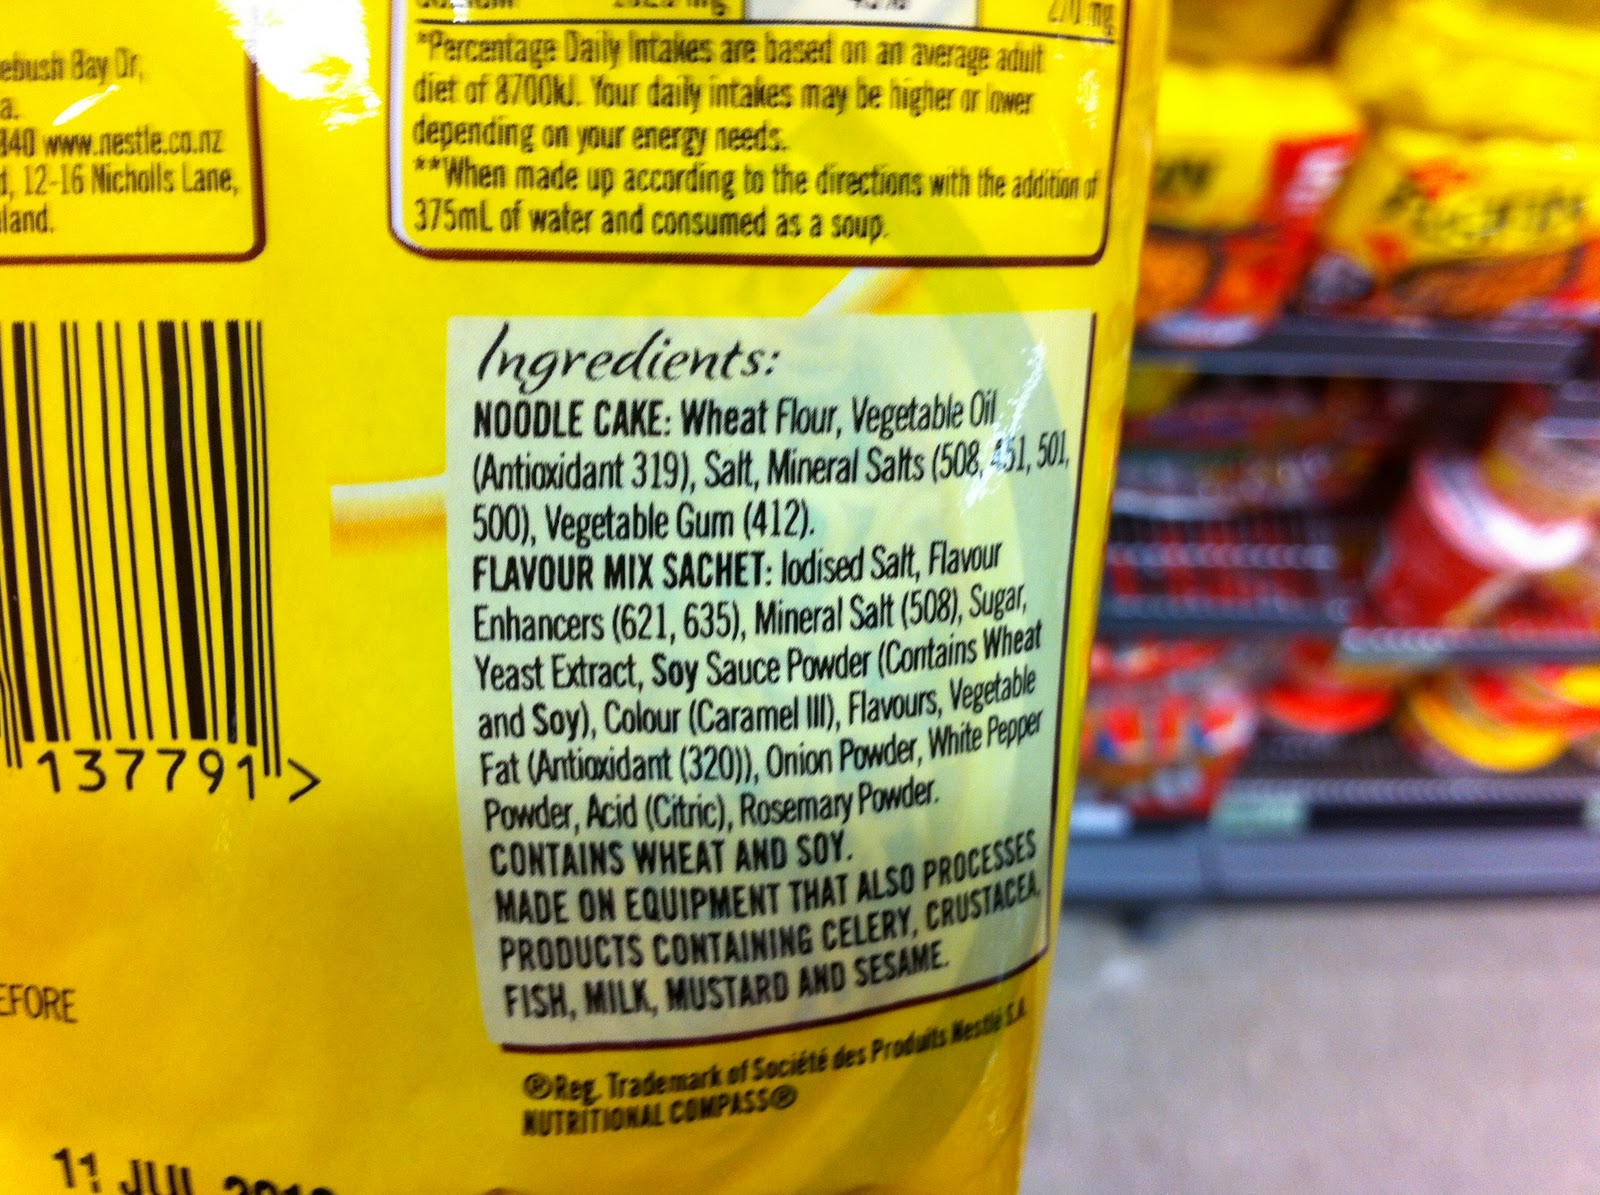 270 mg
*Percentage Daily Intakes are based on an average adult
diet of 8700kJ. Your daily intakes may be higher or lower
depending on your energy needs.
**When made up according to the directions with the addition of
375mL of water and consumed as a soup.
ebush Bay Dr,
a.
340 www.nestle.co.nz
12-16 Nicholls Lane,
land.
Ingredients:
NOODLE CAKE: Wheat Flour, Vegetable Oil
(Antioxidant 319), Salt, Mineral Salts (508, 451, 501,
500), Vegetable Gum (412).
FLAVOUR MIX SACHET: Iodised Salt, Flavour
Enhancers (621, 635), Mineral Salt (508), Sugar,
Yeast Extract, Soy Sauce Powder (Contains Wheat
and Soy), Colour (Caramel III), Flavours, Vegetable
Fat (Antioxidant (320)), Onion Powder, White Pepper
Powder, Acid (Citric), Rosemary Powder.
CONTAINS WHEAT AND SOY.
MADE ON EQUIPMENT THAT ALSO PROCESSES
PRODUCTS CONTAINING CELERY, CRUSTACEA,
FISH, MILK, MUSTARD AND SESAME.
®Reg. Trademark of Société des Produits Nestlé S.A.
NUTRITIONAL COMPASS®
137791>
EFORE
11 JUL